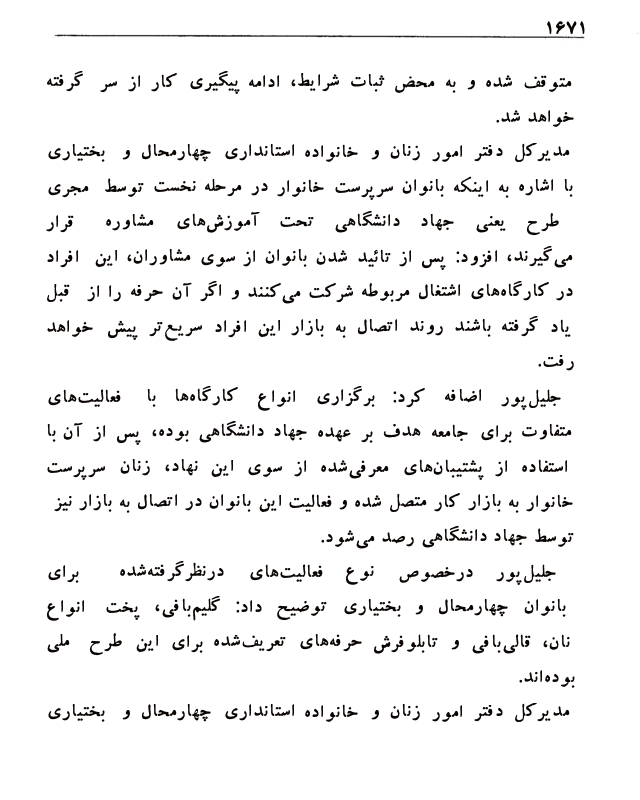 ۱۶۷۱
متوقف شده و به محض ثبات شرایط، ادامه پیگیری کار از سر گرفته
خواهد شد.
مدیرکل دفتر امور زنان و خانواده استانداری چهارمحال و بختیاری
با اشاره به اینکه بانوان سرپرست خانوار در مرحله نخست توسط مجری
طرح یعنی جهاد دانشگاهی تحت آموزش‌های مشاوره قرار
می‌گیرند، افزود: پس از تائید شدن بانوان از سوی مشاوران، این افراد
در کارگاه‌های اشتغال مربوطه شرکت می‌کنند و اگر آن حرفه را از قبل
یاد گرفته باشند روند اتصال به بازار این افراد سریع‌تر پیش خواهد
رفت.
جلیل‌پور اضافه کرد: برگزاری انواع کارگاه‌ها با فعالیت‌های
متفاوت برای جامعه هدف بر عهده جهاد دانشگاهی بوده، پس از آن با
استفاده از پشتیبان‌های معرفی‌شده از سوی این نهاد، زنان سرپرست
خانوار به بازار کار متصل شده و فعالیت این بانوان در اتصال به بازار نیز
توسط جهاد دانشگاهی رصد می‌شود.
جلیل‌پور درخصوص نوع فعالیت‌های درنظرگرفته‌شده برای
بانوان چهارمحال و بختیاری توضیح داد: گلیم‌بافی، پخت انواع
نان، قالی‌بافی و تابلوفرش حرفه‌های تعریف‌شده برای این طرح ملی
بوده‌اند.
مدیرکل دفتر امور زنان و خانواده استانداری چهارمحال و بختیاری